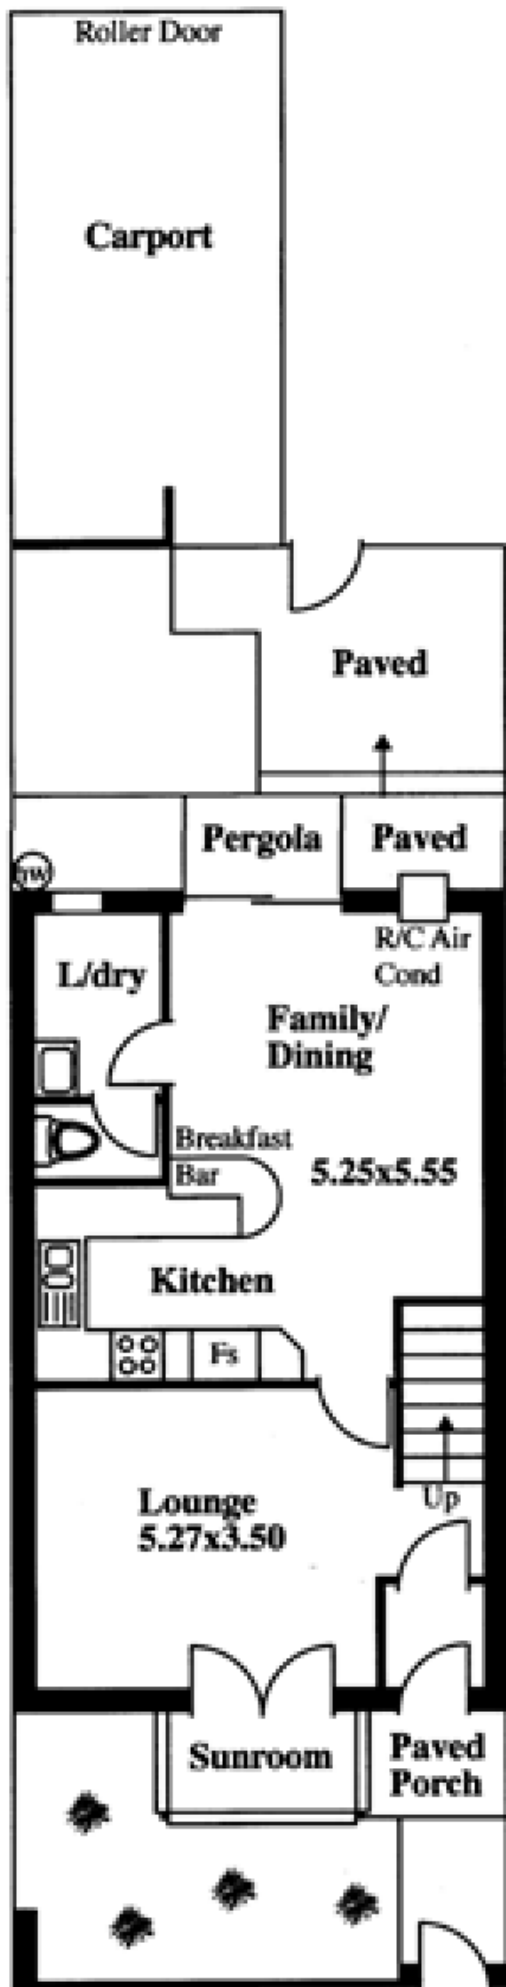 Roller Door
Carport
Paved
Pergola
Paved
R/C Air
Cond
L/dry
Family/
Dining
Breakfast
Bar
5.25x5.55
Kitchen
Fs
Up
Lounge
5.27x3.50
Sunroom
Paved
Porch